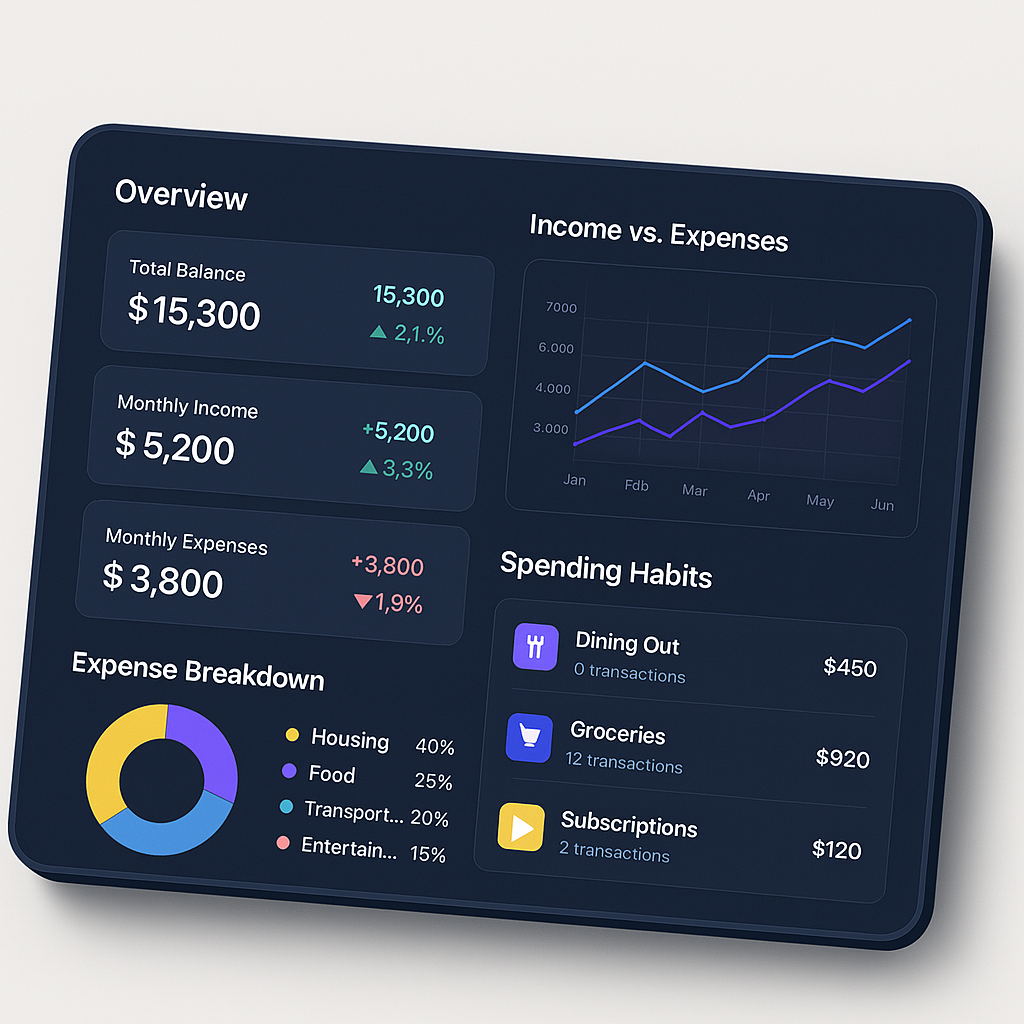 Overview
Total Balance
$15,300
15,300
▲ 2,1.%
Monthly Income
$ 5,200
+5,200
▲ 3,3%
Monthly Expenses
$ 3,800
+3,800
▼1,9%
Expense Breakdown
Housing 40%
Food 25%
Transport... 20%
Entertain... 15%
Income vs. Expenses
7000
6.000
4.000
3.000
Jan Fdb Mar Apr May Jun
Spending Habits
Dining Out
0 transactions
$450
Groceries
12 transactions
$920
Subscriptions
2 transactions
$120